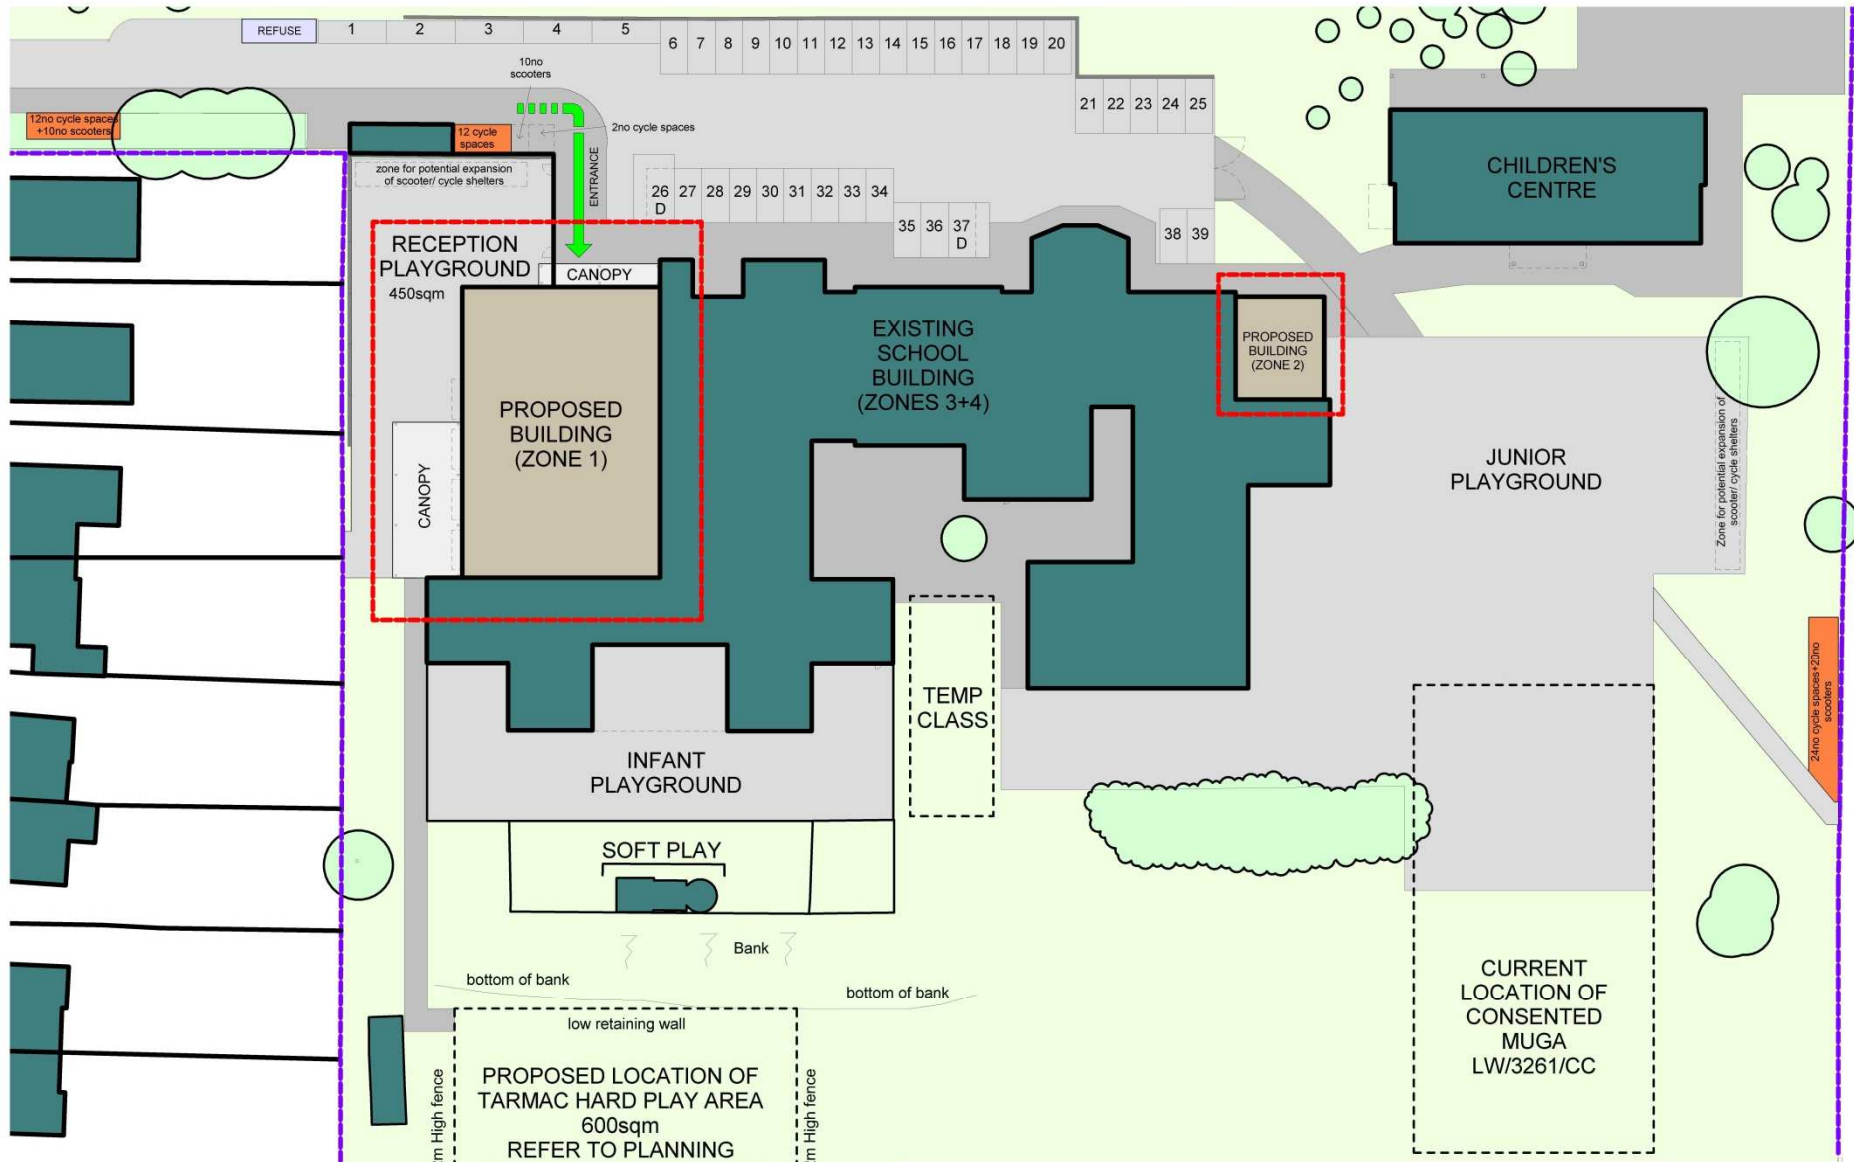 REFUSE
1
2
3
4
5
6
7
8
9
10
11
12
13
14
15
16
17
18
19
20
10no
scooters
21
22
23
24
25
12no cycle spaces
+10no scooters
12 cycle
spaces
2no cycle spaces
zone for potential expansion
of scooter/ cycle shelters
ENTRANCE
26
D
27
28
29
30
31
32
33
34
35
36
37
D
38
39
CHILDREN'S
CENTRE
RECEPTION
PLAYGROUND
450sqm
CANOPY
EXISTING
SCHOOL
BUILDING
(ZONES 3+4)
PROPOSED
BUILDING
(ZONE 2)
PROPOSED
BUILDING
(ZONE 1)
CANOPY
JUNIOR
PLAYGROUND
Zone for potential expansion of
scooter/ cycle shelters
24no cycle spaces+20no
scooters
TEMP
CLASS
INFANT
PLAYGROUND
SOFT PLAY
Bank
bottom of bank
bottom of bank
low retaining wall
CURRENT
LOCATION OF
CONSENTED
MUGA
LW/3261/CC
PROPOSED LOCATION OF
TARMAC HARD PLAY AREA
600sqm
REFER TO PLANNING
m High fence
m High fence